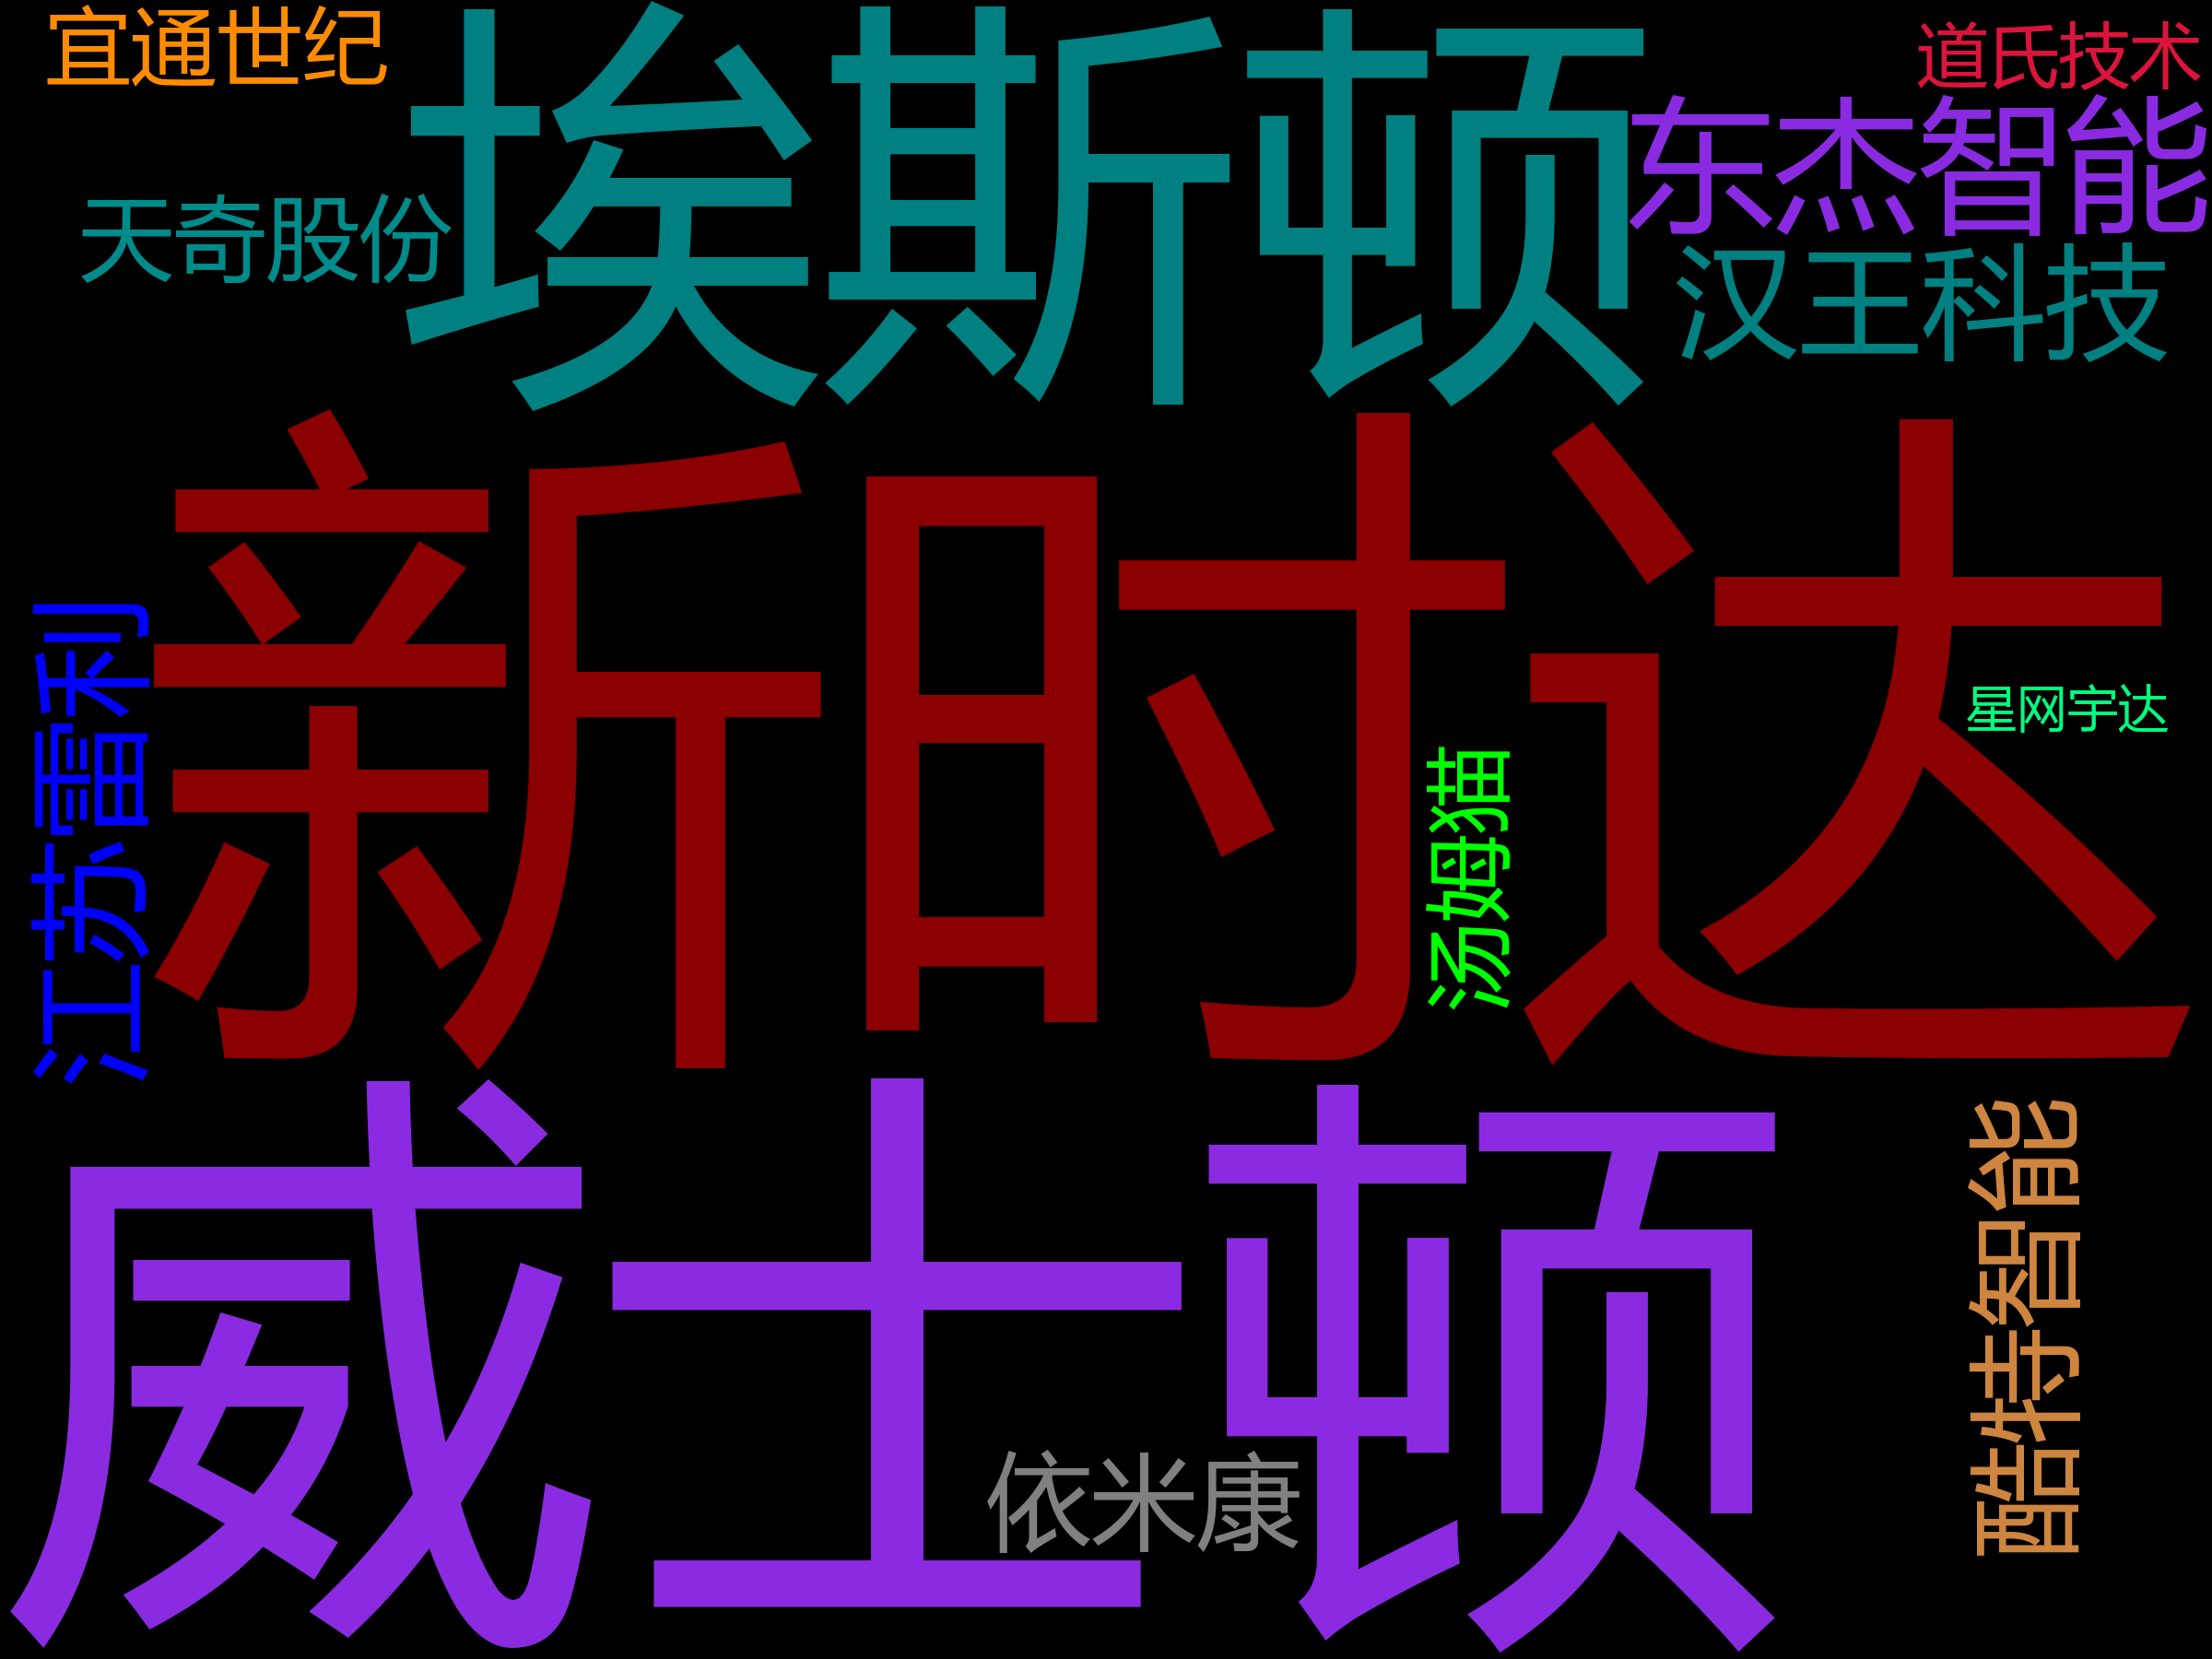 宜通世纪
埃斯顿
道氏技术
东杰智能
天奇股份
汉王科技
新时达
江苏雷利
星网宇达
汤姆猫
威士顿
依米康
酷特智能